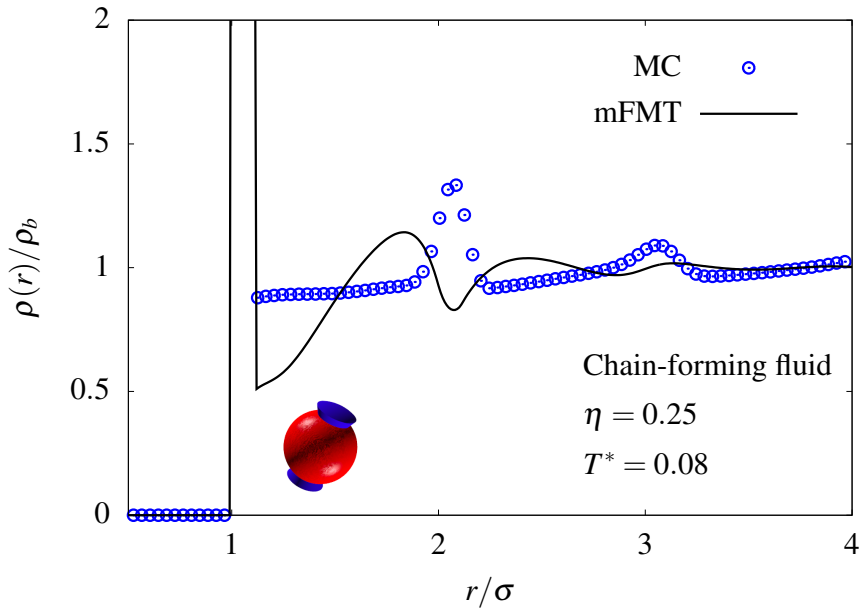 2
1.5
1
0.5
0
1
2
3
4
ρ(r)/ρ_b
r/σ
MC
mFMT
Chain-forming fluid
η = 0.25
T* = 0.08